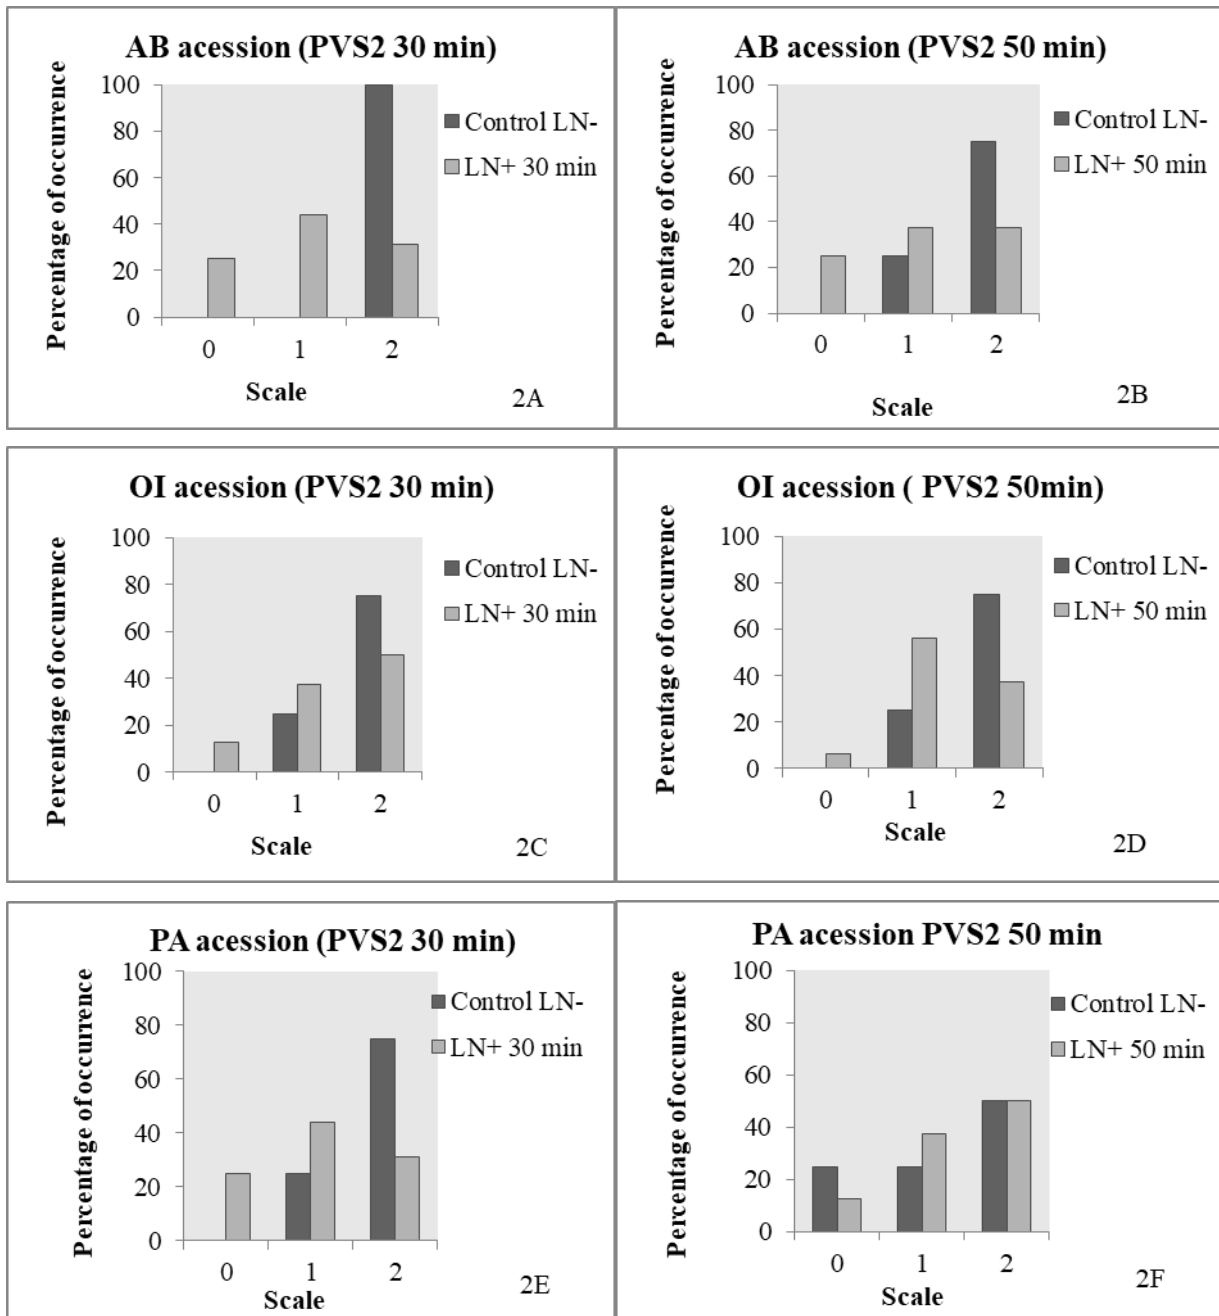 AB acession (PVS2 30 min)
Percentage of occurrence
100
80
60
40
20
0
0 1 2
Scale
Control LN-
LN+ 30 min
2A
AB acession (PVS2 50 min)
Percentage of occurrence
100
80
60
40
20
0
0 1 2
Scale
Control LN-
LN+ 50 min
2B
OI acession (PVS2 30 min)
Percentage of occurrence
100
80
60
40
20
0
0 1 2
Scale
Control LN-
LN+ 30 min
2C
OI acession ( PVS2 50min)
Percentage of occurrence
100
80
60
40
20
0
0 1 2
Scale
Control LN-
LN+ 50 min
2D
PA acession (PVS2 30 min)
Percentage of occurrence
100
80
60
40
20
0
0 1 2
Scale
Control LN-
LN+ 30 min
2E
PA acession PVS2 50 min
Percentage of occurrence
100
80
60
40
20
0
0 1 2
Scale
Control LN-
LN+ 50 min
2F